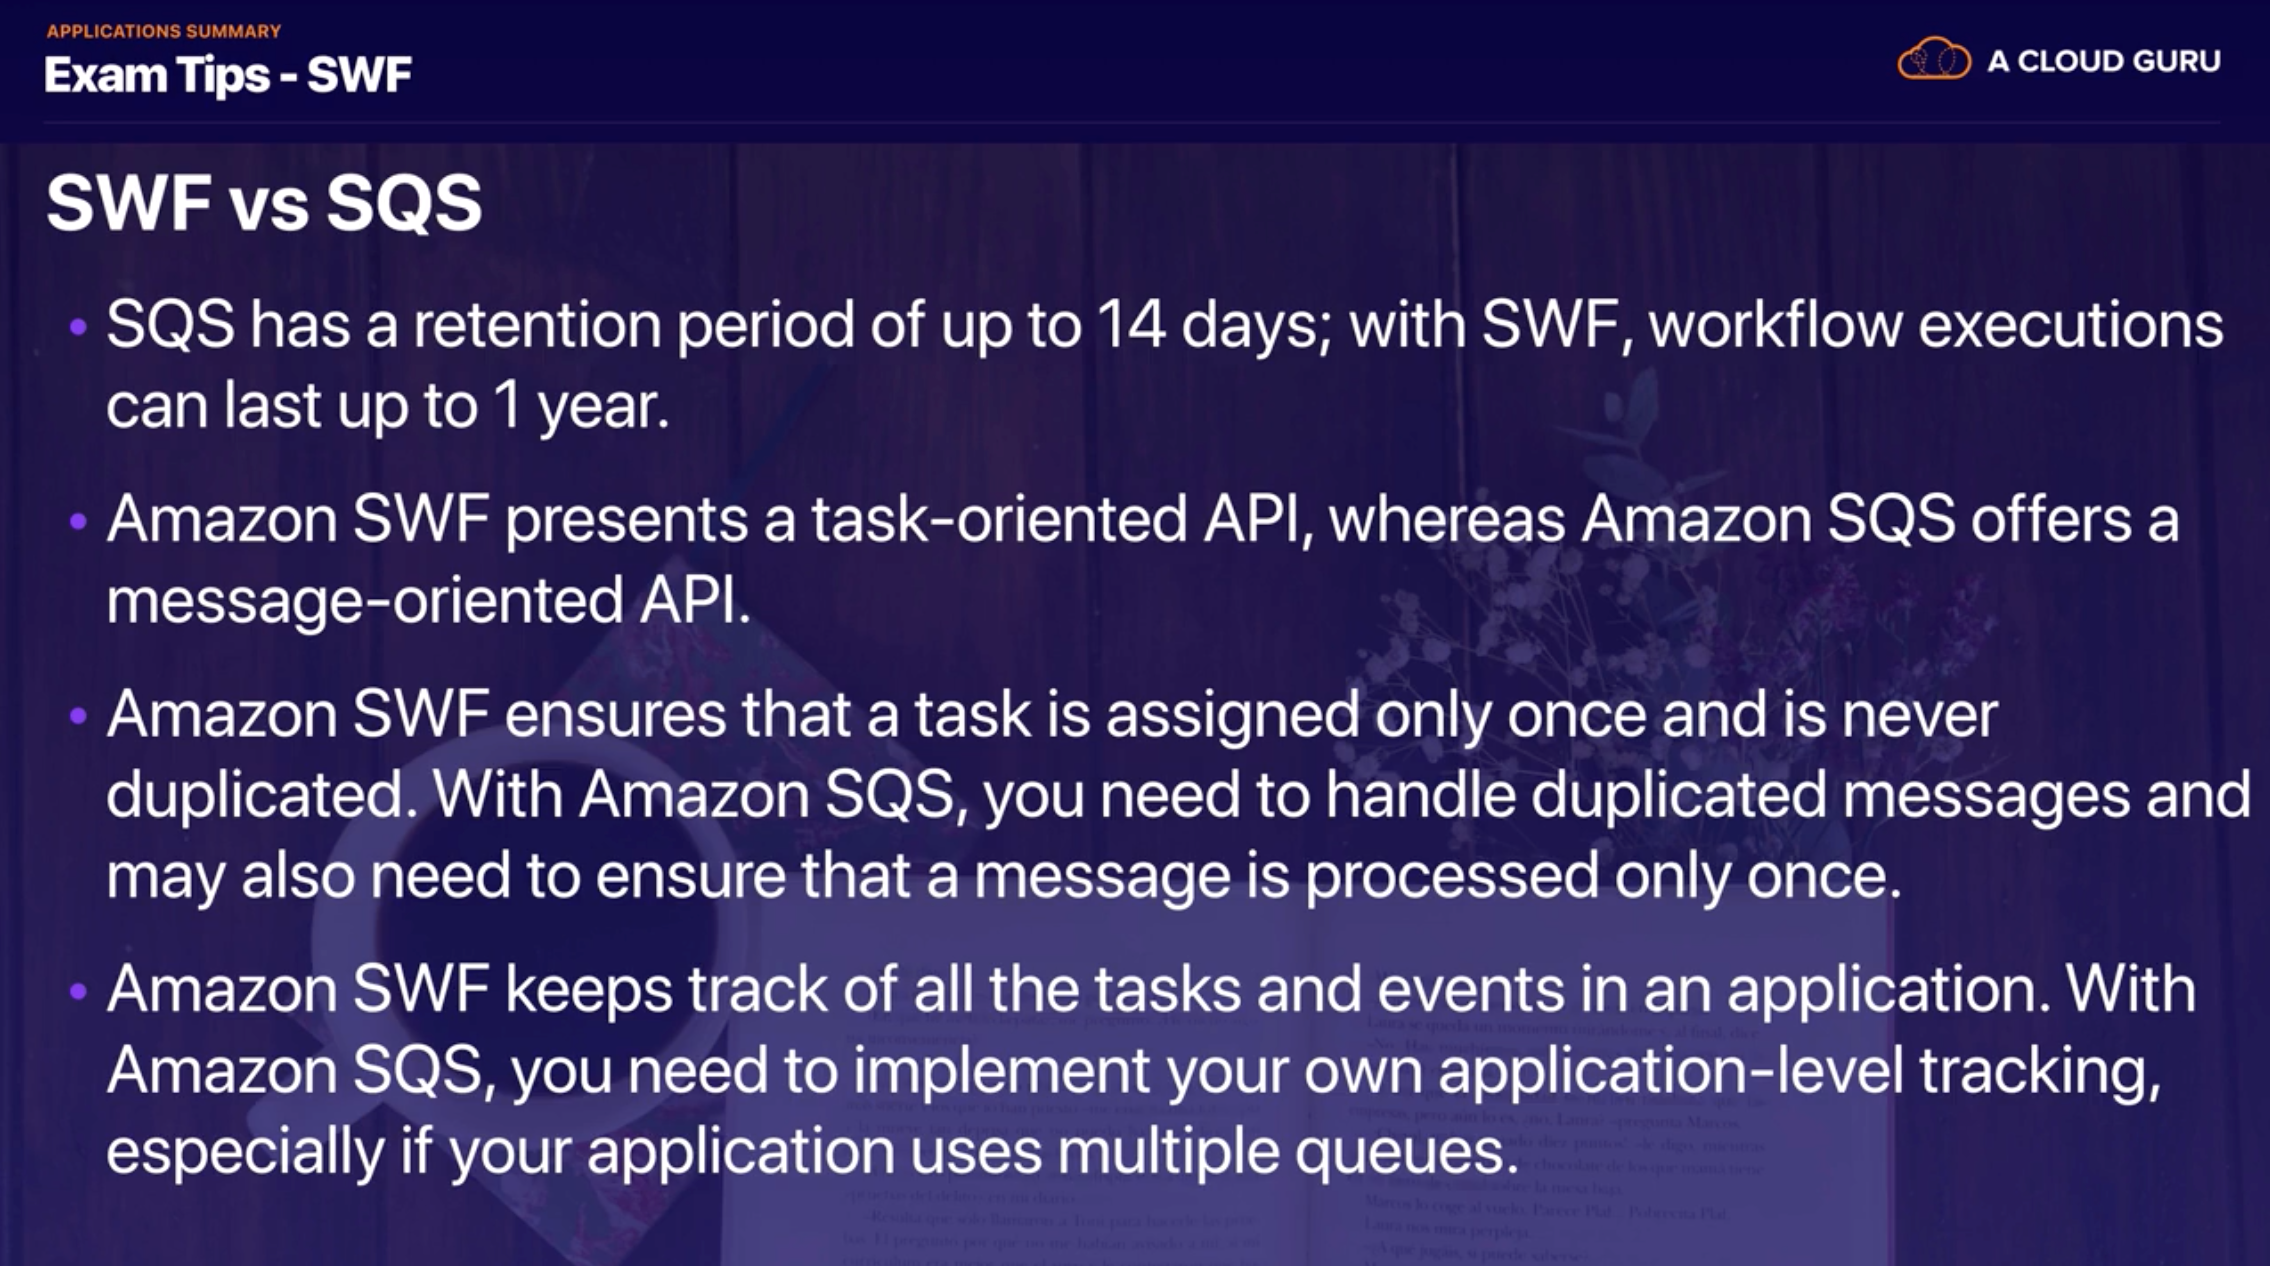 APPLICATIONS SUMMARY
Exam Tips - SWF
A CLOUD GURU
SWF vs SQS
• SQS has a retention period of up to 14 days; with SWF, workflow executions
can last up to 1 year.
• Amazon SWF presents a task-oriented API, whereas Amazon SQS offers a
message-oriented API.
• Amazon SWF ensures that a task is assigned only once and is never
duplicated. With Amazon SQS, you need to handle duplicated messages and
may also need to ensure that a message is processed only once.
• Amazon SWF keeps track of all the tasks and events in an application. With
Amazon SQS, you need to implement your own application-level tracking,
especially if your application uses multiple queues.